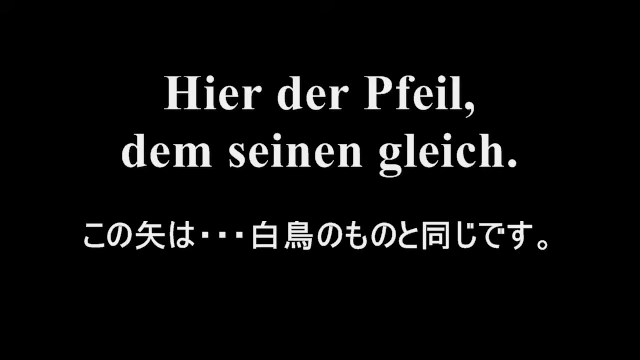 Hier der Pfeil,
dem seinen gleich.
この矢は・・・白鳥のものと同じです。